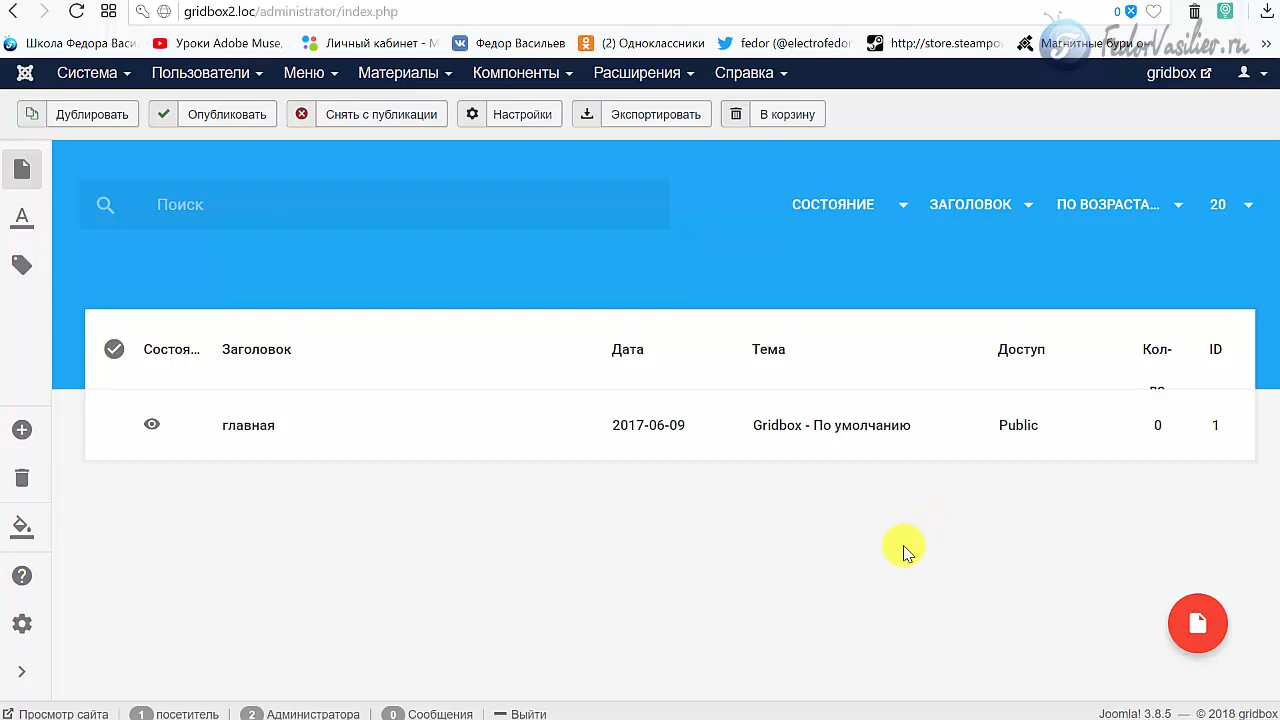 gridbox2.loc/administrator/index.php
0
Школа Федора Васи.
Уроки Adobe Muse,
Личный кабинет - М
Федор Васильев
(2) Одноклассники
fedor (@electrofedor
http://store.steampow
Магнитные бури он
FedorVasilier.ru
Система
Пользователи
Меню
Материалы
Компоненты
Расширения
Справка
gridbox
Дублировать
Опубликовать
Снять с публикации
Настройки
Экспортировать
В корзину
Поиск
СОСТОЯНИЕ
ЗАГОЛОВОК
ПО ВОЗРАСТА...
20
Состоя...
Заголовок
Дата
Тема
Доступ
Кол-
ID
главная
2017-06-09
Gridbox - По умолчанию
Public
0
1
Просмотр сайта
1 посетитель
2 Администратора
0 Сообщения
Выйти
Joomla! 3.8.5 — © 2018 gridbox